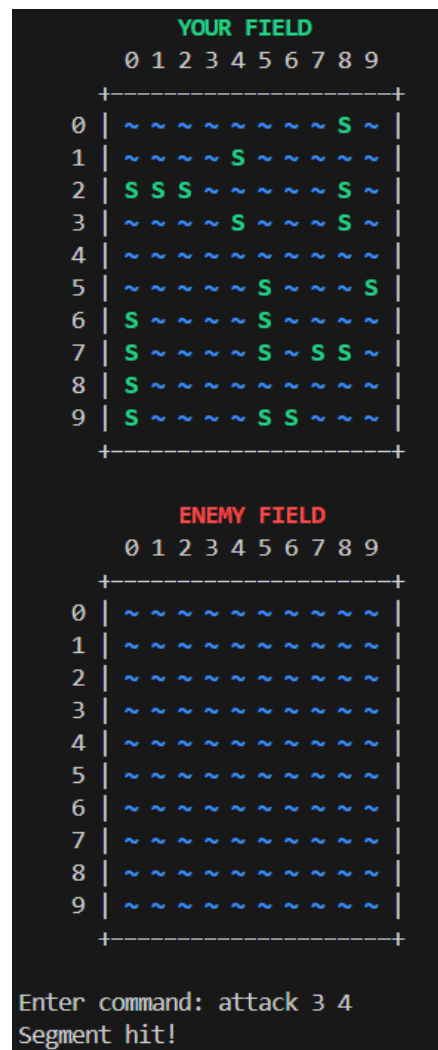 YOUR FIELD
0 1 2 3 4 5 6 7 8 9
+---------------------+
0 | ~ ~ ~ ~ ~ ~ ~ ~ S ~ |
1 | ~ ~ ~ ~ S ~ ~ ~ ~ ~ |
2 | S S S ~ ~ ~ ~ ~ S ~ |
3 | ~ ~ ~ ~ S ~ ~ ~ S ~ |
4 | ~ ~ ~ ~ ~ ~ ~ ~ ~ ~ |
5 | ~ ~ ~ ~ ~ S ~ ~ ~ S |
6 | S ~ ~ ~ ~ S ~ ~ ~ ~ |
7 | S ~ ~ ~ ~ S ~ S S ~ |
8 | S ~ ~ ~ ~ ~ ~ ~ ~ ~ |
9 | S ~ ~ ~ ~ S S ~ ~ ~ |
+---------------------+
ENEMY FIELD
0 1 2 3 4 5 6 7 8 9
+---------------------+
0 | ~ ~ ~ ~ ~ ~ ~ ~ ~ ~ |
1 | ~ ~ ~ ~ ~ ~ ~ ~ ~ ~ |
2 | ~ ~ ~ ~ ~ ~ ~ ~ ~ ~ |
3 | ~ ~ ~ ~ ~ ~ ~ ~ ~ ~ |
4 | ~ ~ ~ ~ ~ ~ ~ ~ ~ ~ |
5 | ~ ~ ~ ~ ~ ~ ~ ~ ~ ~ |
6 | ~ ~ ~ ~ ~ ~ ~ ~ ~ ~ |
7 | ~ ~ ~ ~ ~ ~ ~ ~ ~ ~ |
8 | ~ ~ ~ ~ ~ ~ ~ ~ ~ ~ |
9 | ~ ~ ~ ~ ~ ~ ~ ~ ~ ~ |
+---------------------+
Enter command: attack 3 4
Segment hit!